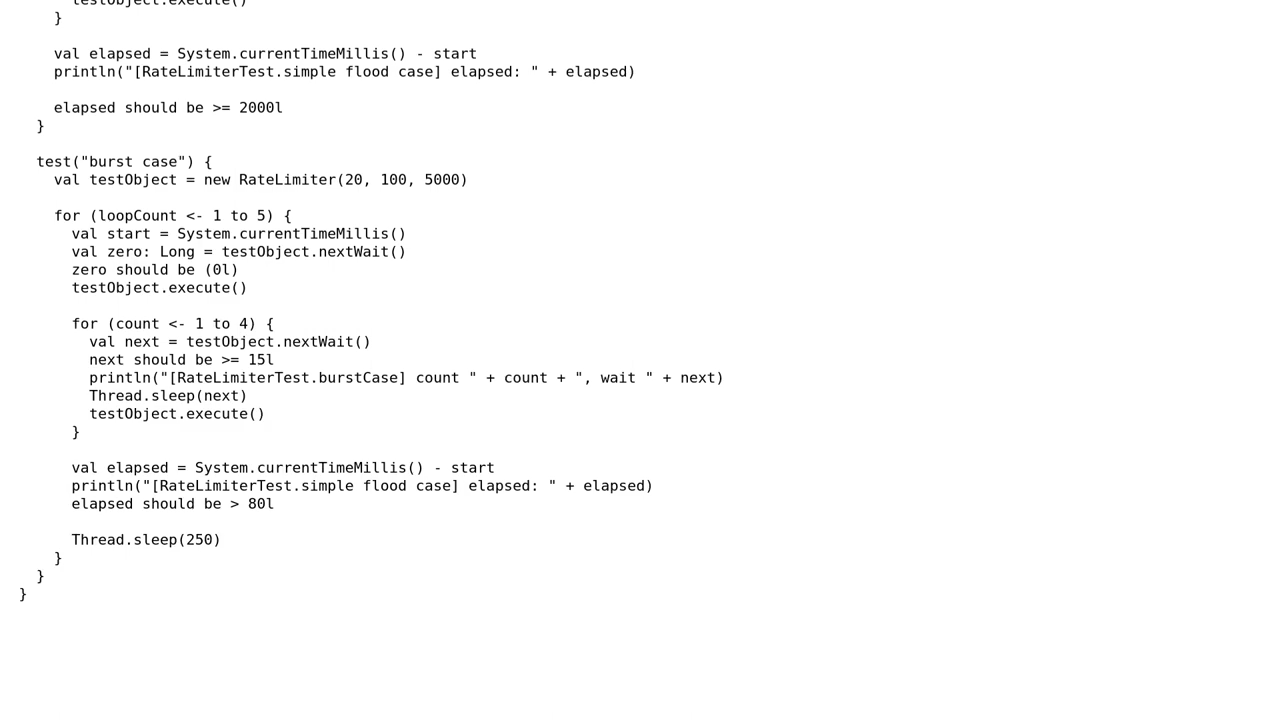 testObject.execute()
    }

    val elapsed = System.currentTimeMillis() - start
    println("[RateLimiterTest.simple flood case] elapsed: " + elapsed)

    elapsed should be >= 2000l
  }

  test("burst case") {
    val testObject = new RateLimiter(20, 100, 5000)

    for (loopCount <- 1 to 5) {
      val start = System.currentTimeMillis()
      val zero: Long = testObject.nextWait()
      zero should be (0l)
      testObject.execute()

      for (count <- 1 to 4) {
        val next = testObject.nextWait()
        next should be >= 15l
        println("[RateLimiterTest.burstCase] count " + count + ", wait " + next)
        Thread.sleep(next)
        testObject.execute()
      }

      val elapsed = System.currentTimeMillis() - start
      println("[RateLimiterTest.simple flood case] elapsed: " + elapsed)
      elapsed should be > 80l

      Thread.sleep(250)
    }
  }
}